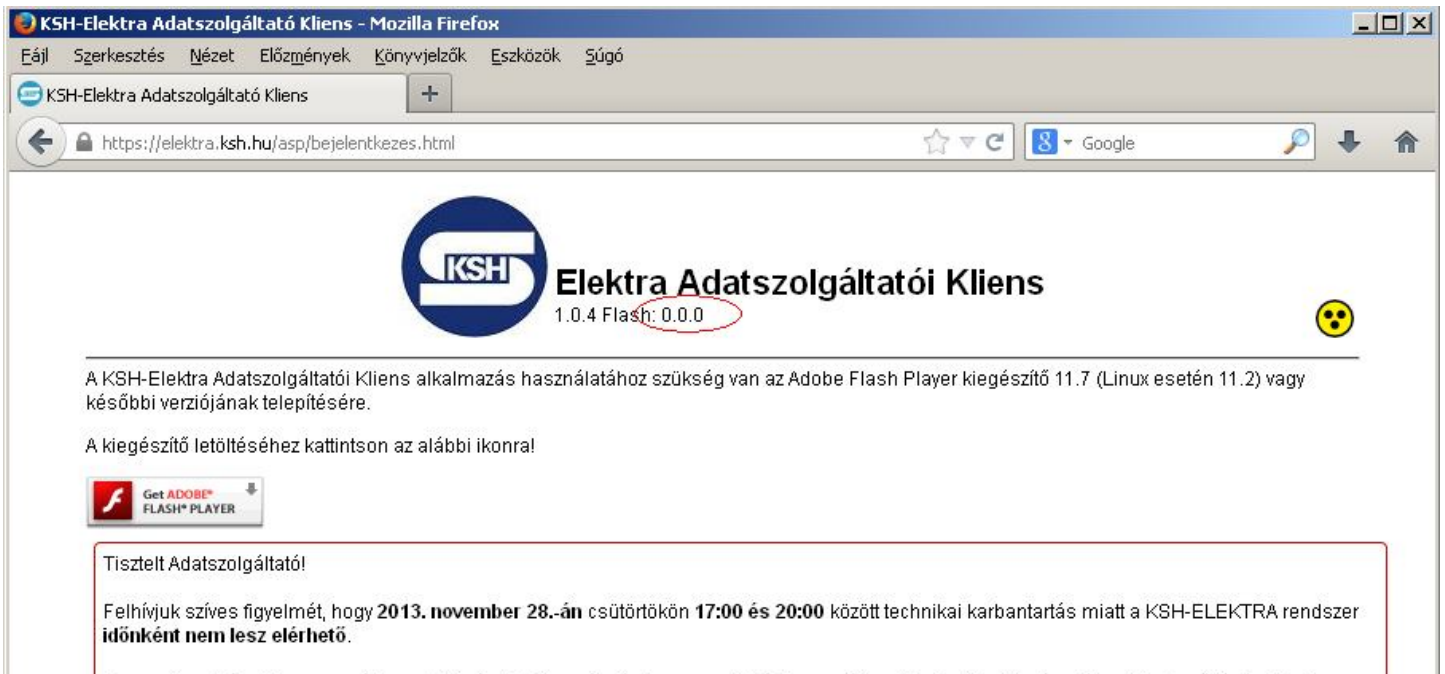 KSH-Elektra Adatszolgáltató Kliens - Mozilla Firefox
Fájl Szerkesztés Nézet Előzmények Könyvjelzők Eszközök Súgó
KSH-Elektra Adatszolgáltató Kliens
https://elektra.ksh.hu/asp/bejelentkezes.html
Google
KSH
Elektra Adatszolgáltatói Kliens
1.0.4 Flash: 0.0.0
A KSH-Elektra Adatszolgáltatói Kliens alkalmazás használatához szükség van az Adobe Flash Player kiegészítő 11.7 (Linux esetén 11.2) vagy
későbbi verziójának telepítésére.
A kiegészítő letöltéséhez kattintson az alábbi ikonra!
Get ADOBE®
FLASH® PLAYER
Tisztelt Adatszolgáltató!
Felhívjuk szíves figyelmét, hogy 2013. november 28.-án csütörtökön 17:00 és 20:00 között technikai karbantartás miatt a KSH-ELEKTRA rendszer
időnként nem lesz elérhető.